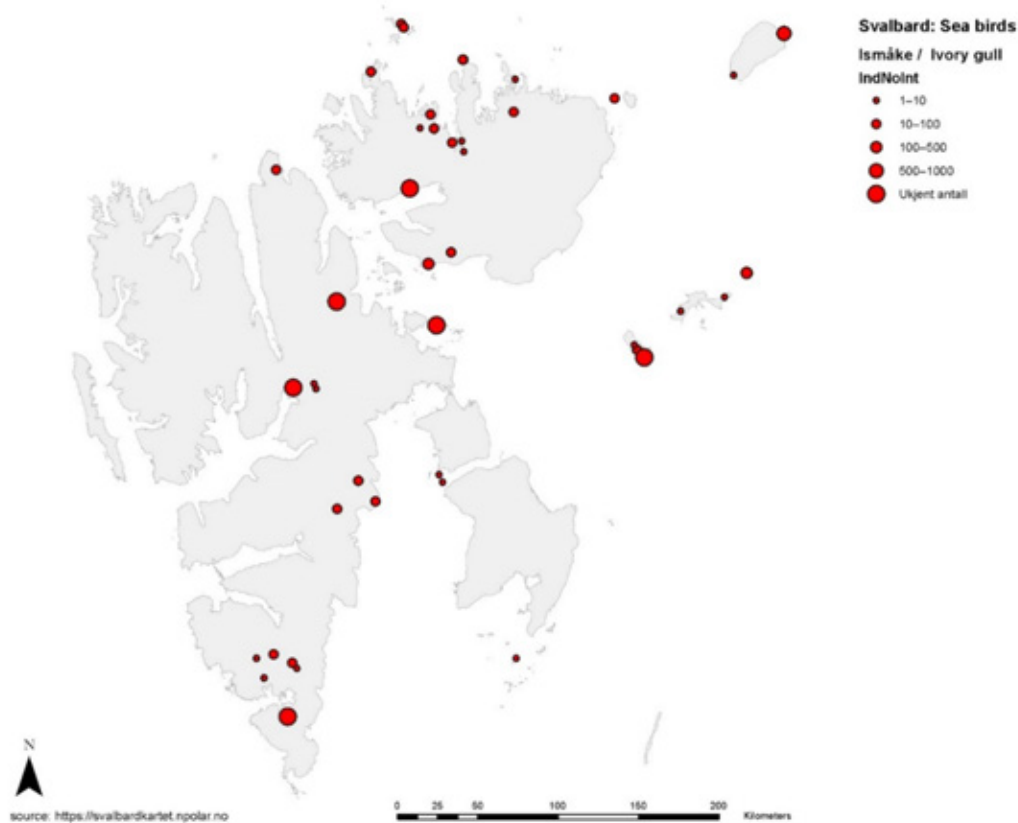 Svalbard: Sea birds
Ismåke / Ivory gull
IndNoInt
1–10
10–100
100–500
500–1000
Ukjent antall
N
0 25 50 100 150 200
Kilometers
source: https://svalbardkartet.npolar.no